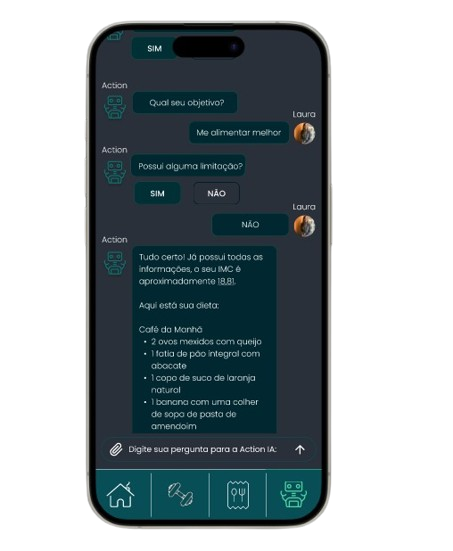 SIM
Action
Qual seu objetivo?
Laura
Me alimentar melhor
Action
Possui alguma limitação?
SIM NÃO
Laura
NÃO
Action
Tudo certo! Já possui todas as
informações, o seu IMC é
aproximadamente 18,81.
Aqui está sua dieta:
Café da Manhã
• 2 ovos mexidos com queijo
• 1 fatia de pão integral com
abacate
• 1 copo de suco de laranja
natural
• 1 banana com uma colher
de sopa de pasta de
amendoim
Digite sua pergunta para a Action IA: